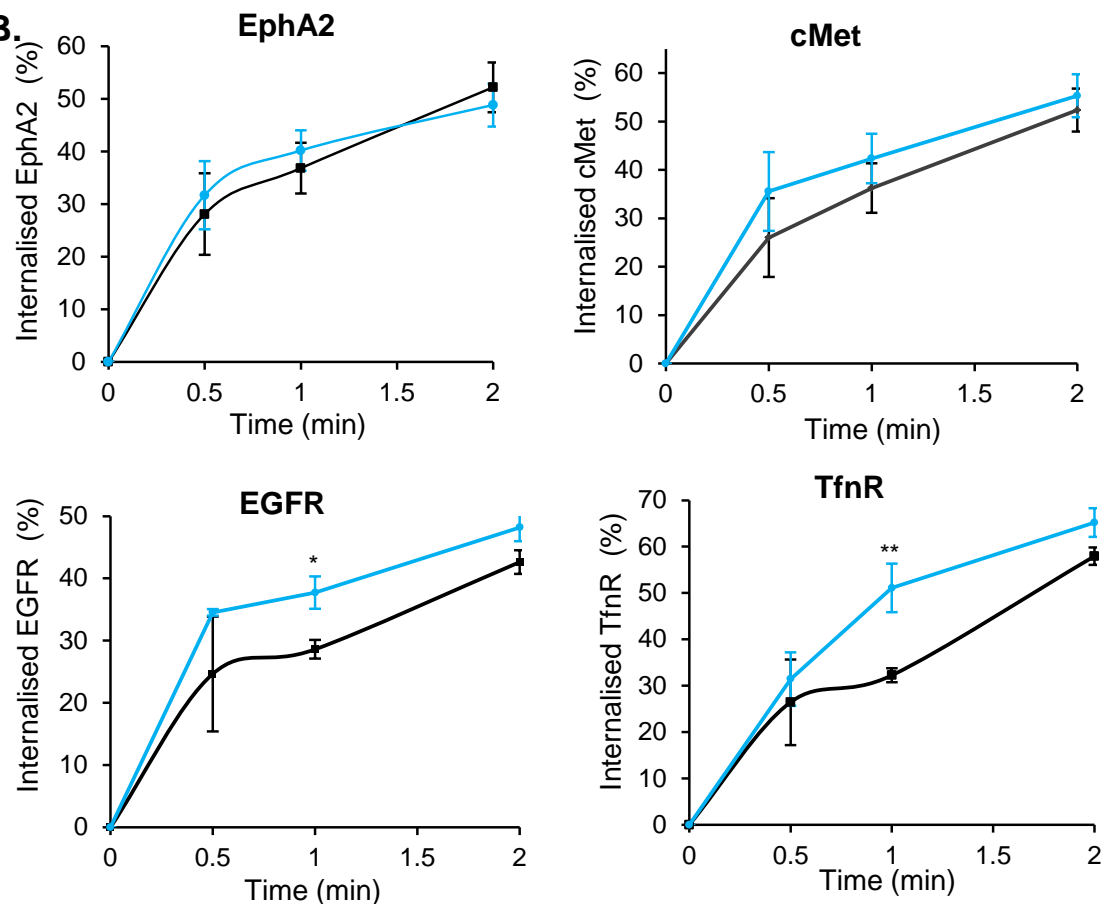 B.
EphA2
Internalised EphA2 (%)
60
50
40
30
20
10
0
0 0.5 1 1.5 2
Time (min)
cMet
Internalised cMet (%)
60
50
40
30
20
10
0
0 0.5 1 1.5 2
Time (min)
EGFR
Internalised EGFR (%)
50
40
30
20
10
0
*
0 0.5 1 1.5 2
Time (min)
TfnR
Internalised TfnR (%)
70
60
50
40
30
20
10
0
**
0 0.5 1 1.5 2
Time (min)